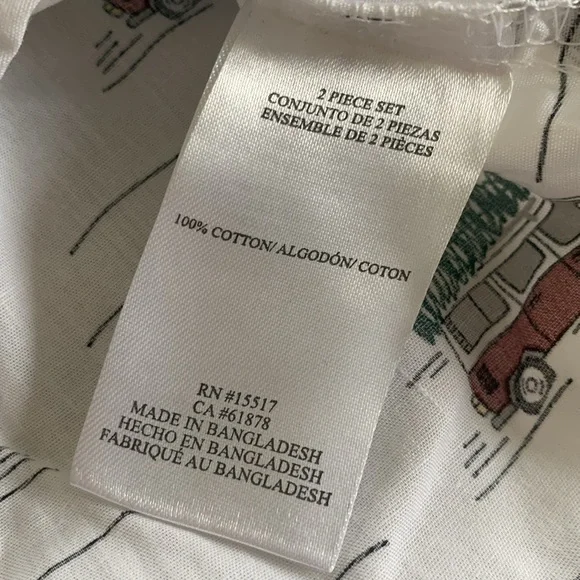 2 PIECE SET
CONJUNTO DE 2 PIEZAS
ENSEMBLE DE 2 PIÈCES
100% COTTON/ ALGODÓN/ COTON
RN #15517
CA #61878
MADE IN BANGLADESH
HECHO EN BANGLADESH
FABRIQUÉ AU BANGLADESH